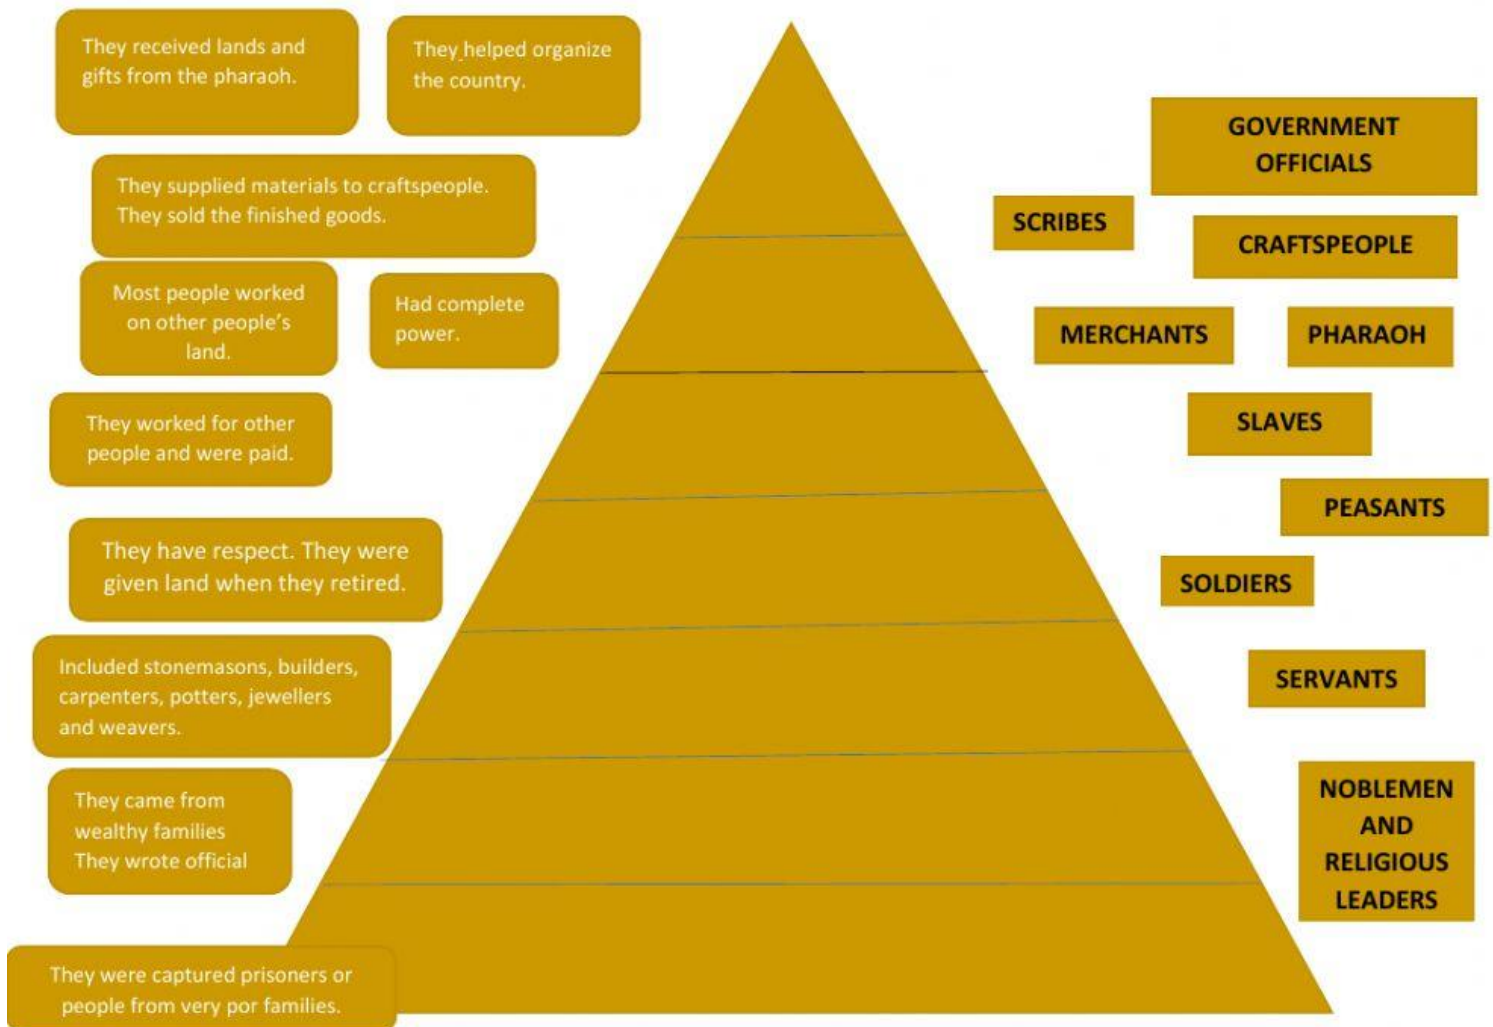 They received lands and
gifts from the pharaoh.
They helped organize
the country.
They supplied materials to craftspeople.
They sold the finished goods.
Most people worked
on other people's
land.
Had complete
power.
They worked for other
people and were paid.
They have respect. They were
given land when they retired.
Included stonemasons, builders,
carpenters, potters, jewellers
and weavers.
They came from
wealthy families
They wrote official
They were captured prisoners or
people from very por families.
GOVERNMENT
OFFICIALS
SCRIBES
CRAFTSPEOPLE
MERCHANTS
PHARAOH
SLAVES
PEASANTS
SOLDIERS
SERVANTS
NOBLEMEN
AND
RELIGIOUS
LEADERS